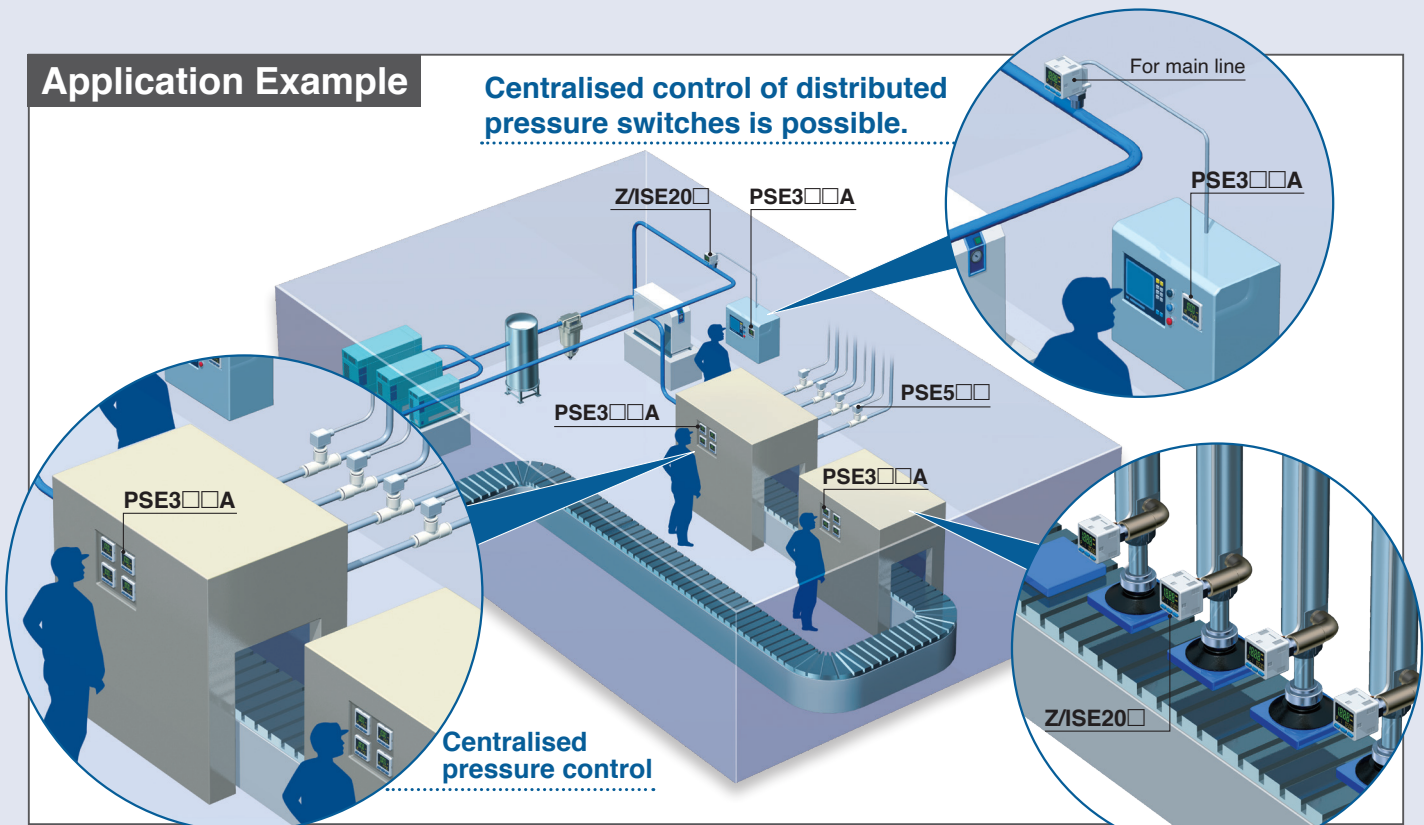 Application Example
Centralised control of distributed
pressure switches is possible.
For main line
PSE3□□A
Z/ISE20□
PSE3□□A
PSE5□□
PSE3□□A
PSE3□□A
PSE3□□A
Z/ISE20□
Centralised
pressure control